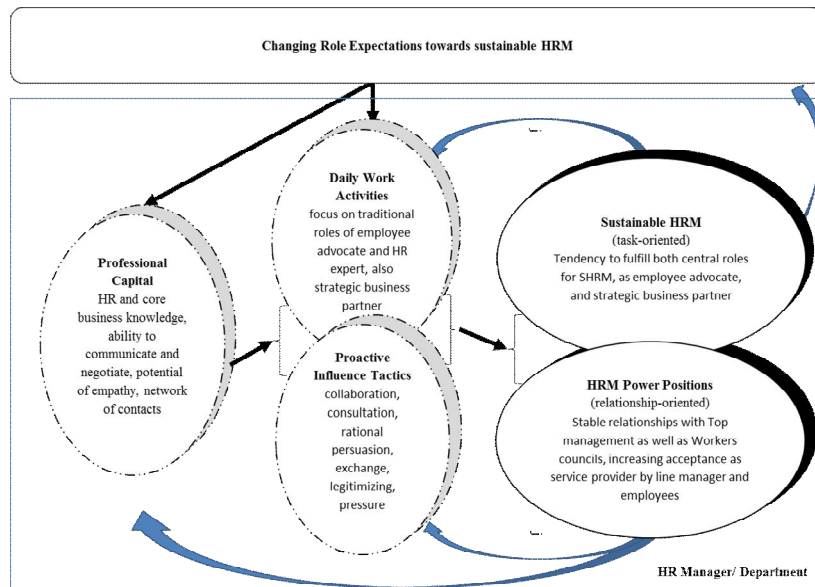 Changing Role Expectations towards sustainable HRM
Daily Work
Activities
focus on traditional
roles of employee
advocate and HR
expert, also
strategic business
partner
Professional
Capital
HR and core
business knowledge,
ability to
communicate and
negotiate, potential
of empathy, network
of contacts
Proactive
Influence Tactics
collaboration,
consultation,
rational
persuasion,
exchange,
legitimizing,
pressure
Sustainable HRM
(task-oriented)
Tendency to fulfill both central roles
for SHRM, as employee advocate,
and strategic business partner
HRM Power Positions
(relationship-oriented)
Stable relationships with Top
management as well as Workers
councils, increasing acceptance as
service provider by line manager and
employees
HR Manager/ Department